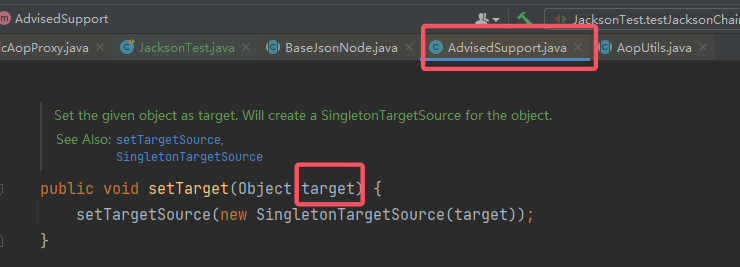 AdvisedSupport
JacksonTest.testJacksonChain
cAopProxy.java
JacksonTest.java
BaseJsonNode.java
AdvisedSupport.java
AopUtils.java
Set the given object as target. Will create a SingletonTargetSource for the object.
See Also: setTargetSource,
SingletonTargetSource
public void setTarget(Object target) {
setTargetSource(new SingletonTargetSource(target));
}